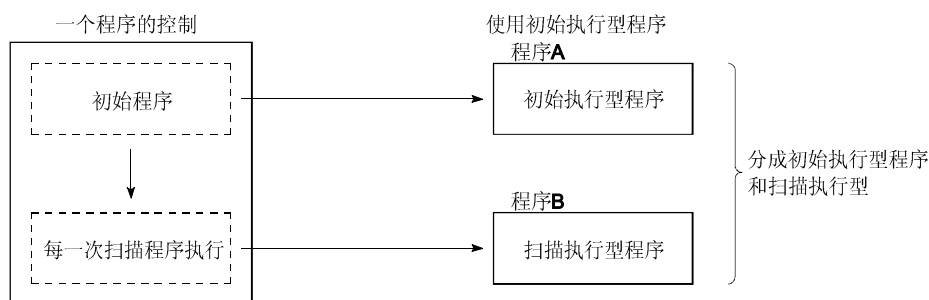 一个程序的控制
使用初始执行型程序
程序A
初始程序
初始执行型程序
分成初始执行型程序
和扫描执行型
程序B
每一次扫描程序执行
扫描执行型程序